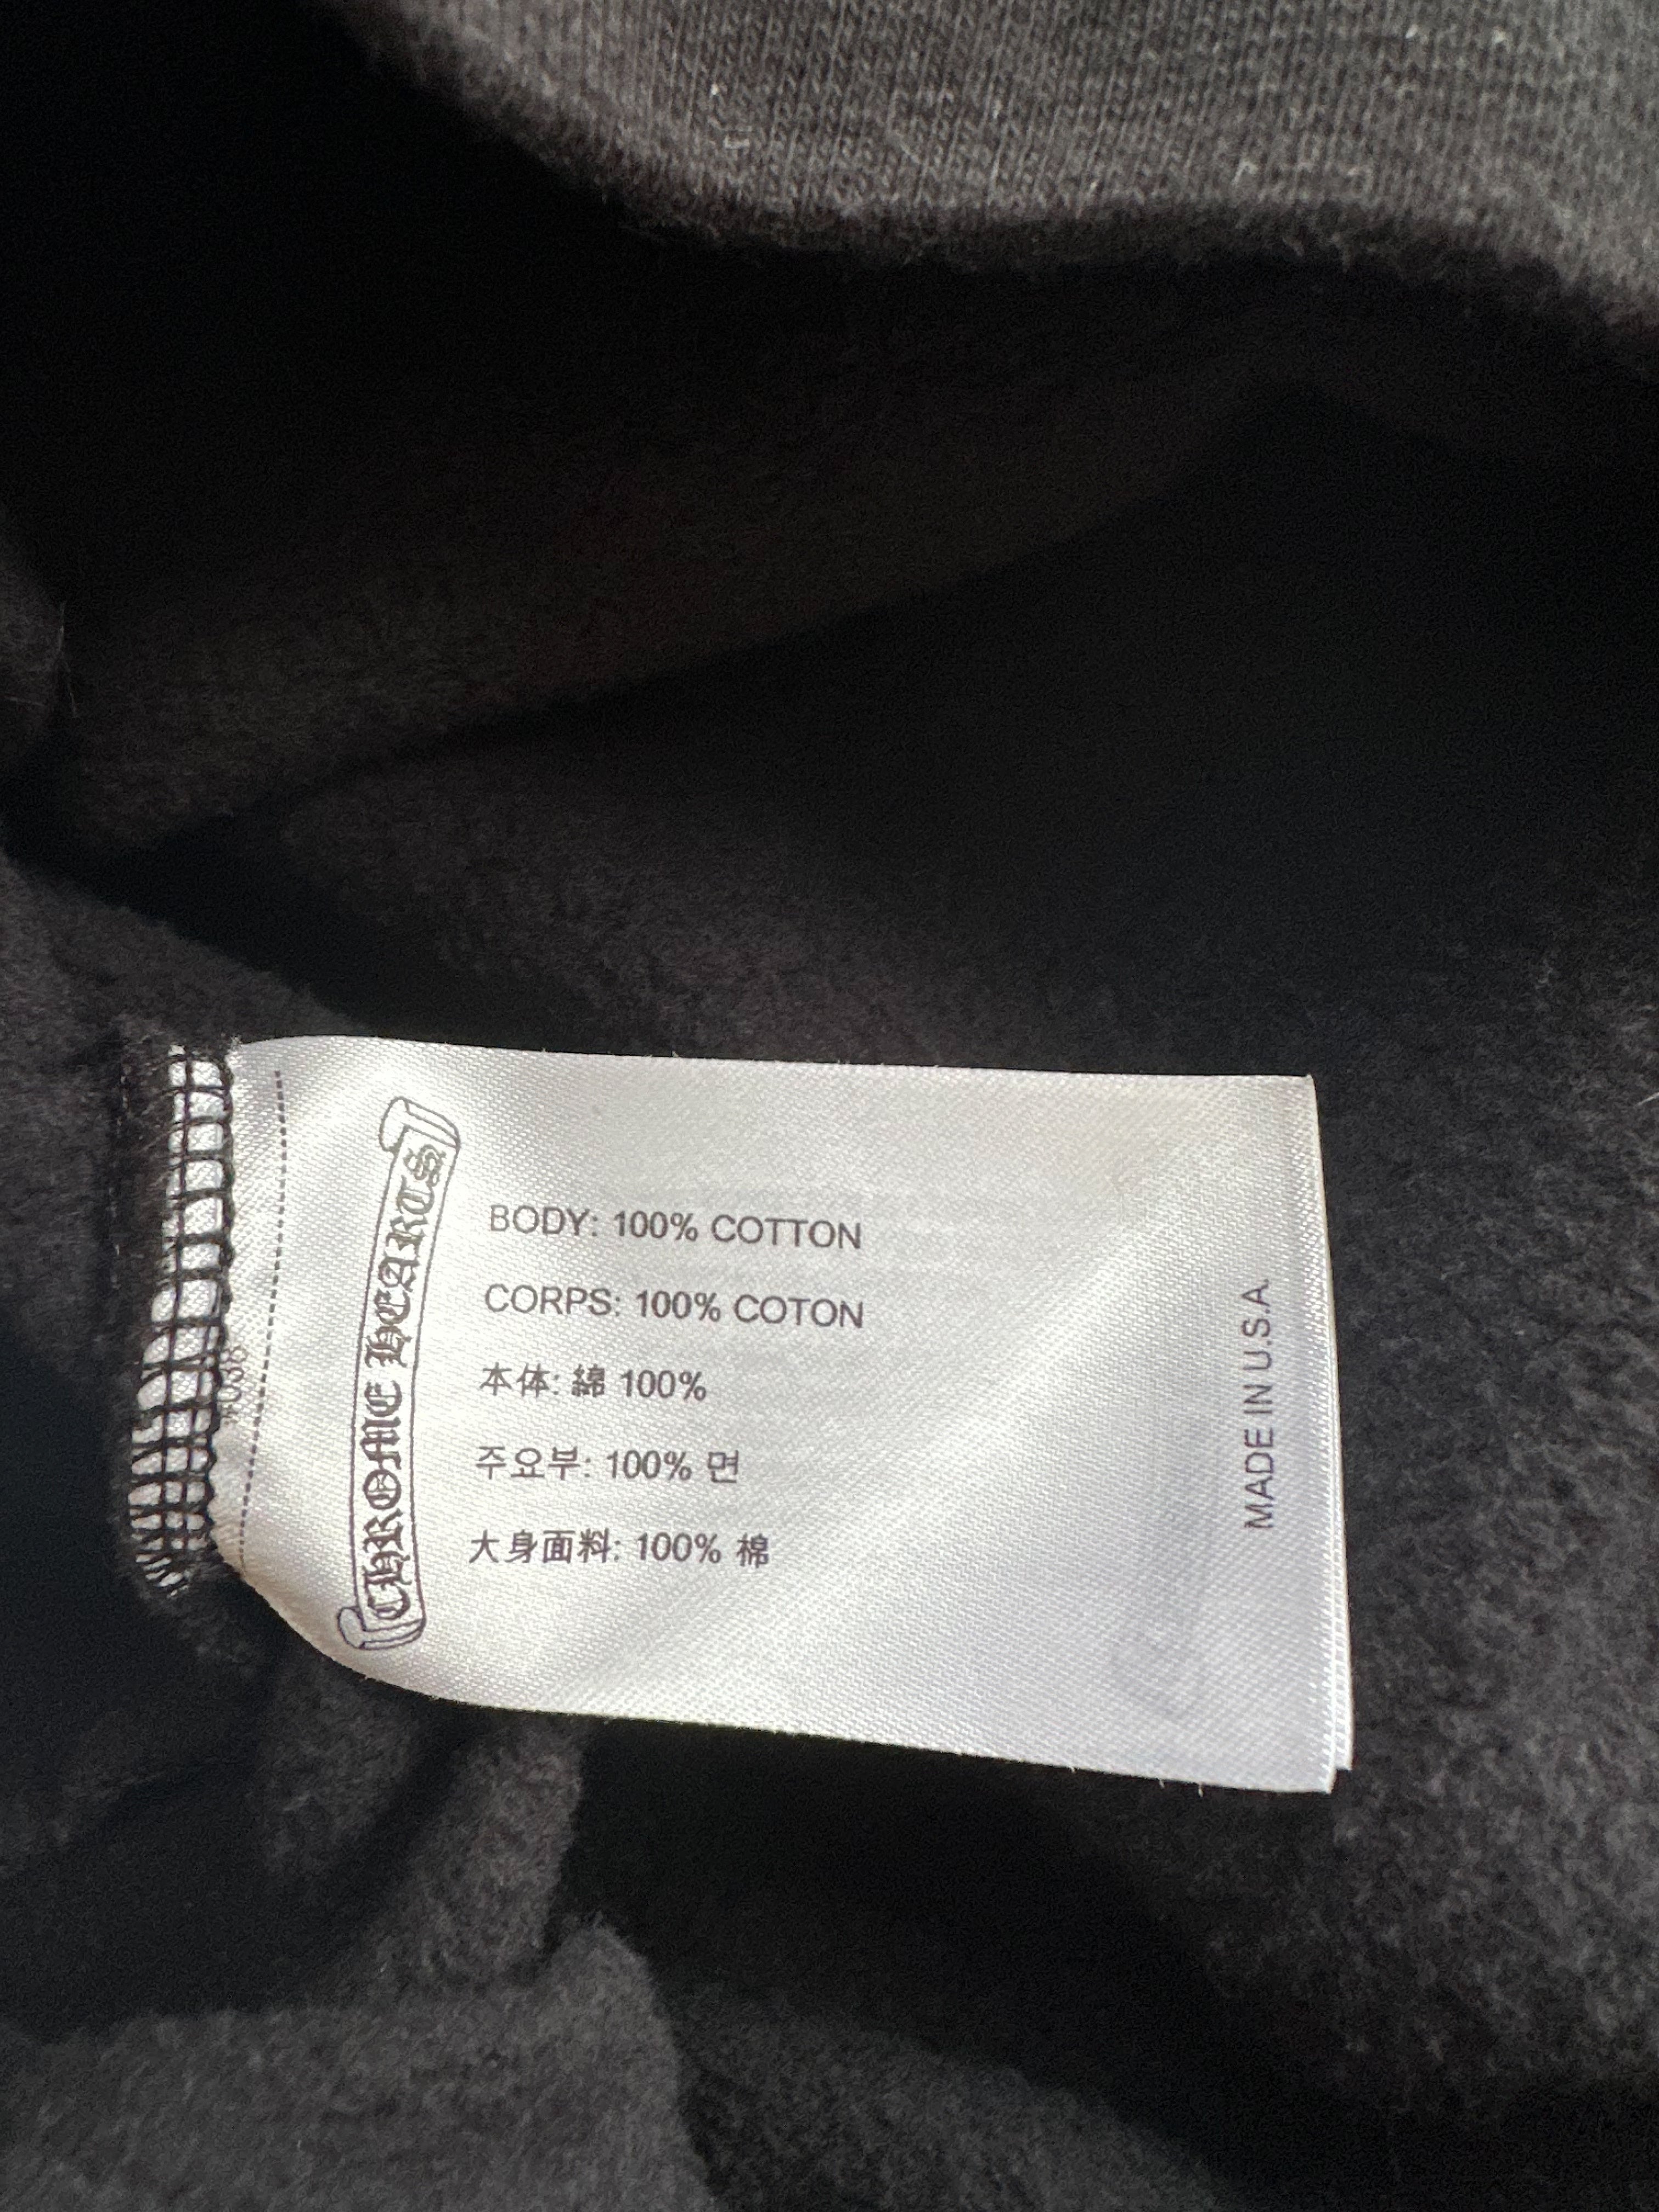 CHROME HEARTS
BODY: 100% COTTON
CORPS: 100% COTON
本体: 綿 100%
주요부: 100% 면
大身面料: 100% 棉
MADE IN U.S.A.